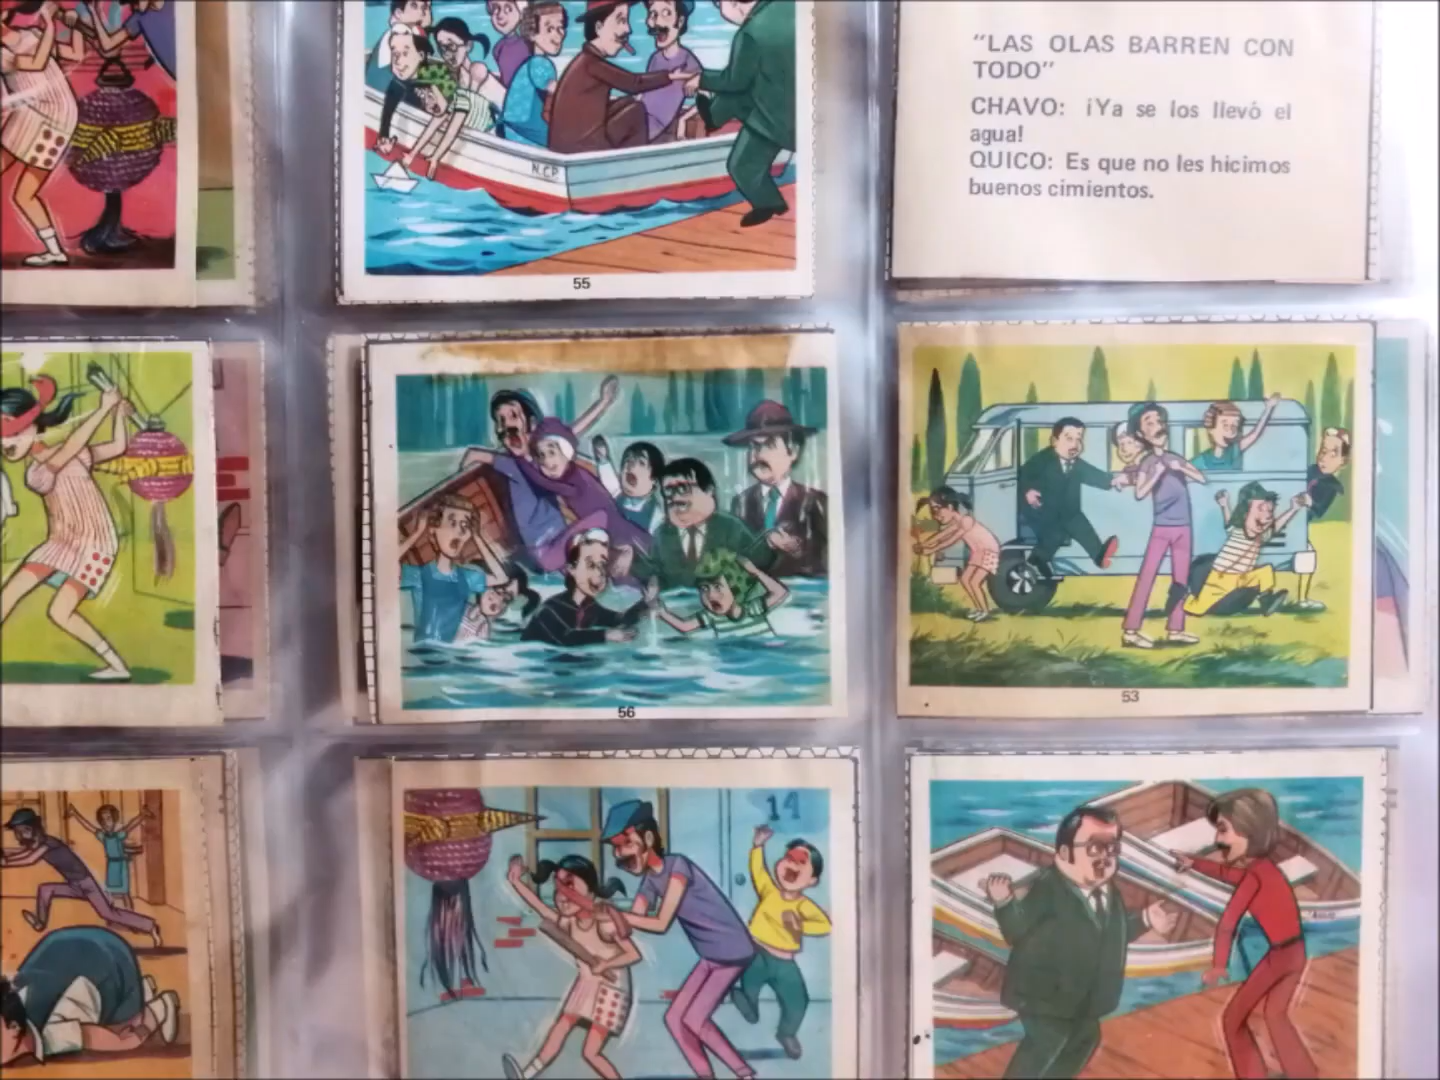 "LAS OLAS BARREN CON
TODO"
CHAVO: ¡Ya se los llevó el
agua!
QUICO: Es que no les hicimos
buenos cimientos.
N.C.P.
55
56
53
14